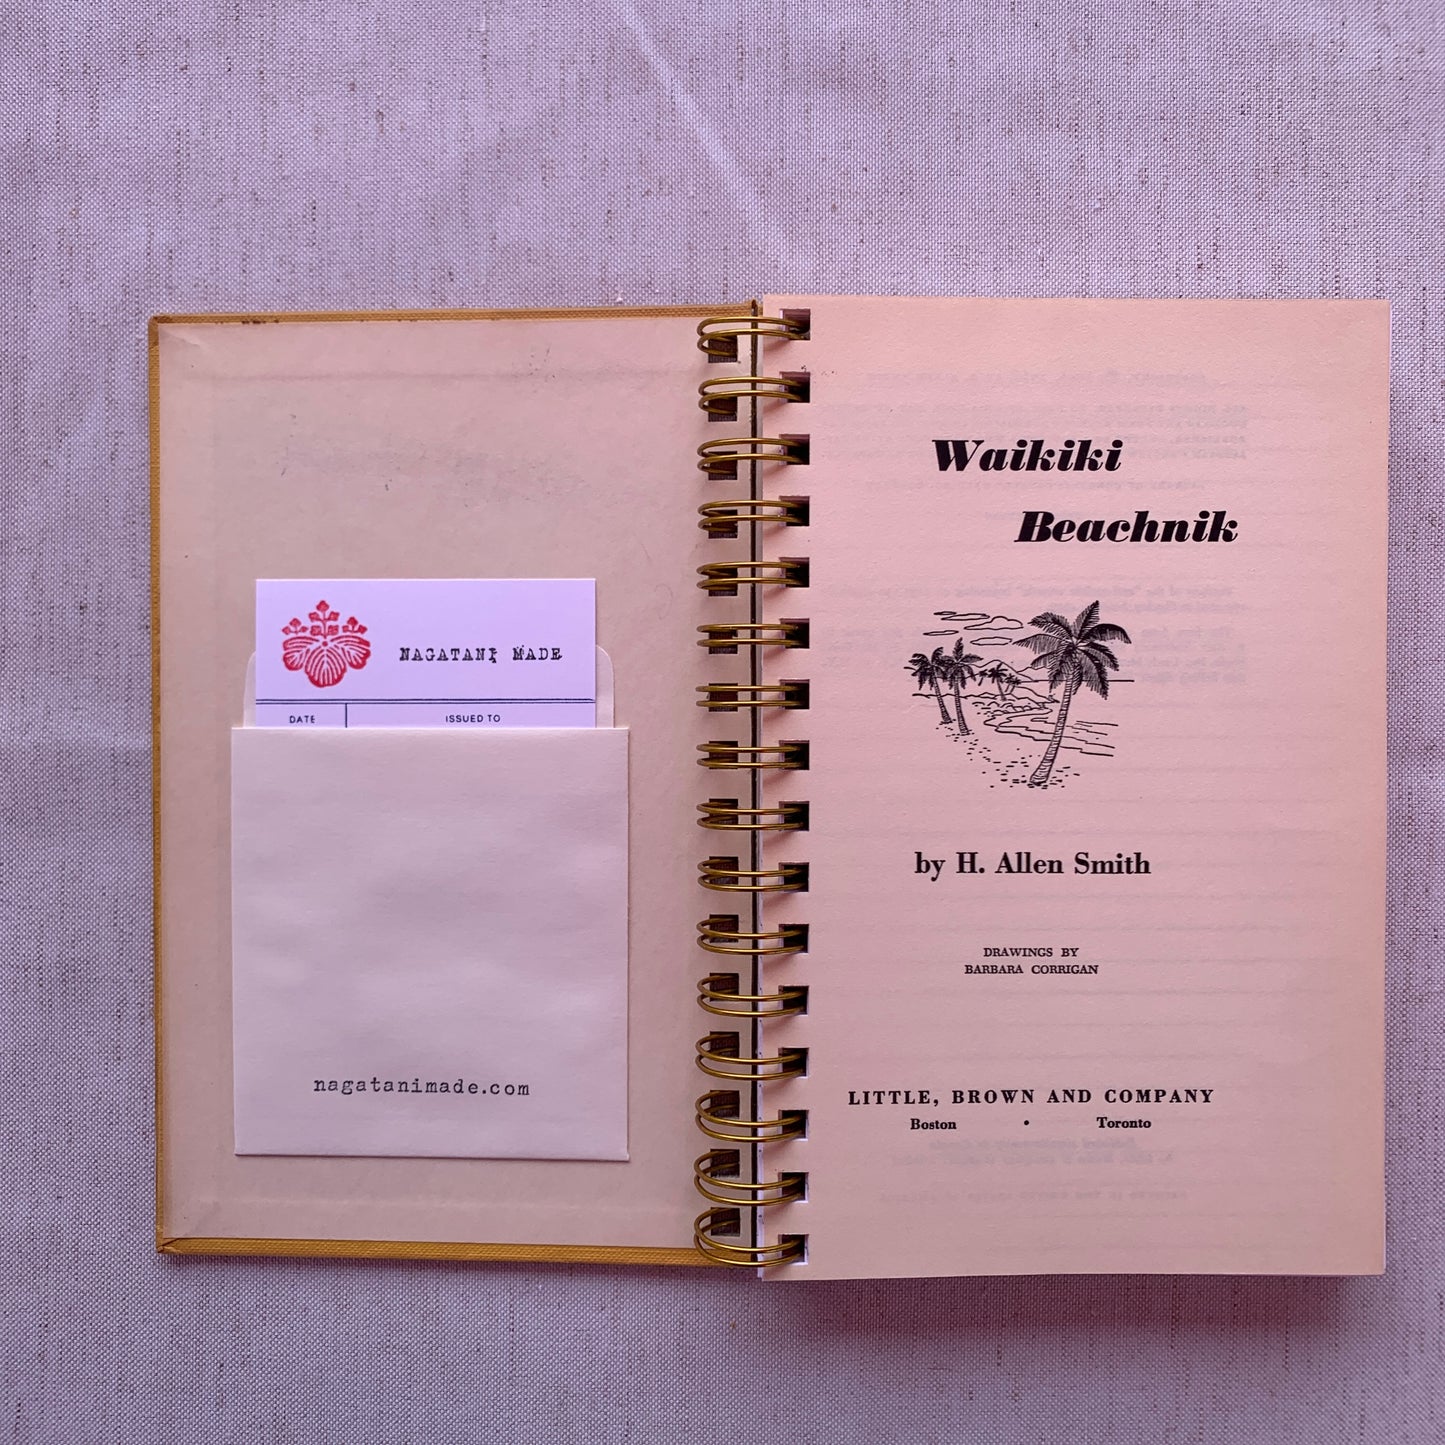 NAGATANI MADE
DATE ISSUED TO
nagatanimade.com
Waikiki
Beachnik
by H. Allen Smith
DRAWINGS BY
BARBARA CORRIGAN
LITTLE, BROWN AND COMPANY
Boston • Toronto